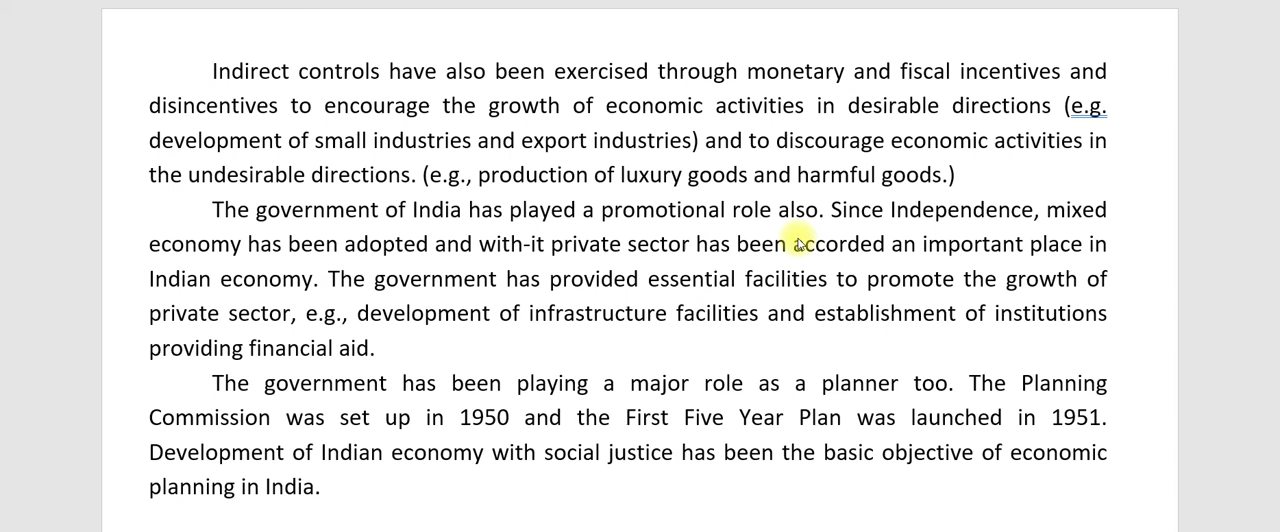 Indirect controls have also been exercised through monetary and fiscal incentives and
disincentives to encourage the growth of economic activities in desirable directions (e.g.
development of small industries and export industries) and to discourage economic activities in
the undesirable directions. (e.g., production of luxury goods and harmful goods.)
The government of India has played a promotional role also. Since Independence, mixed
economy has been adopted and with-it private sector has been accorded an important place in
Indian economy. The government has provided essential facilities to promote the growth of
private sector, e.g., development of infrastructure facilities and establishment of institutions
providing financial aid.
The government has been playing a major role as a planner too. The Planning
Commission was set up in 1950 and the First Five Year Plan was launched in 1951.
Development of Indian economy with social justice has been the basic objective of economic
planning in India.